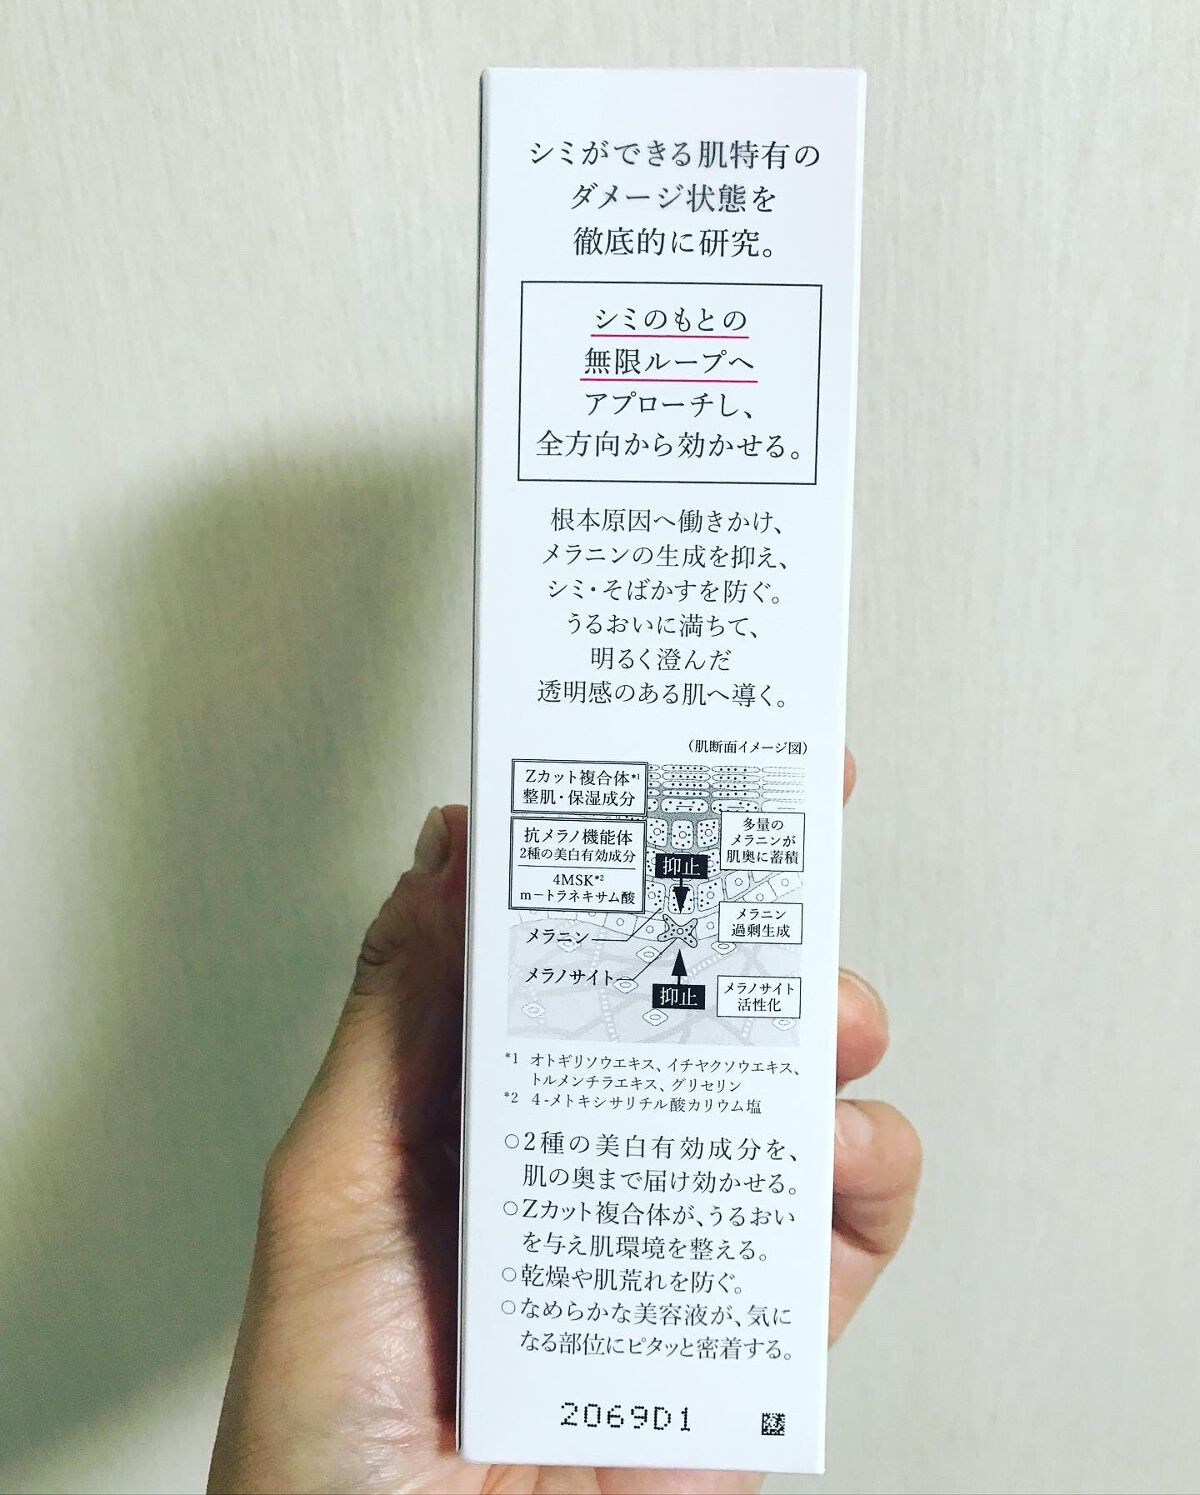 シミができる肌特有の
ダメージ状態を
徹底的に研究。
シミのもとの
無限ループへ
アプローチし、
全方向から効かせる。
根本原因へ働きかけ、
メラニンの生成を抑え、
シミ・そばかすを防ぐ。
うるおいに満ちて、
明るく澄んだ
透明感のある肌へ導く。
(肌断面イメージ図)
Zカット複合体*1
整肌・保湿成分
抗メラノ機能体
2種の美白有効成分
4MSK*2
m-トラネキサム酸
多量の
メラニンが
肌奥に蓄積
抑止
メラニン
過剰生成
メラニン
メラノサイト
抑止
メラノサイト
活性化
*1 オトギリソウエキス、イチヤクソウエキス、
トルメンチラエキス、グリセリン
*2 4-メトキシサリチル酸カリウム塩
○2種の美白有効成分を、
肌の奥まで届け効かせる。
○Zカット複合体が、うるおい
を与え肌環境を整える。
○乾燥や肌荒れを防ぐ。
○なめらかな美容液が、気に
なる部位にピタッと密着する。
2069D1